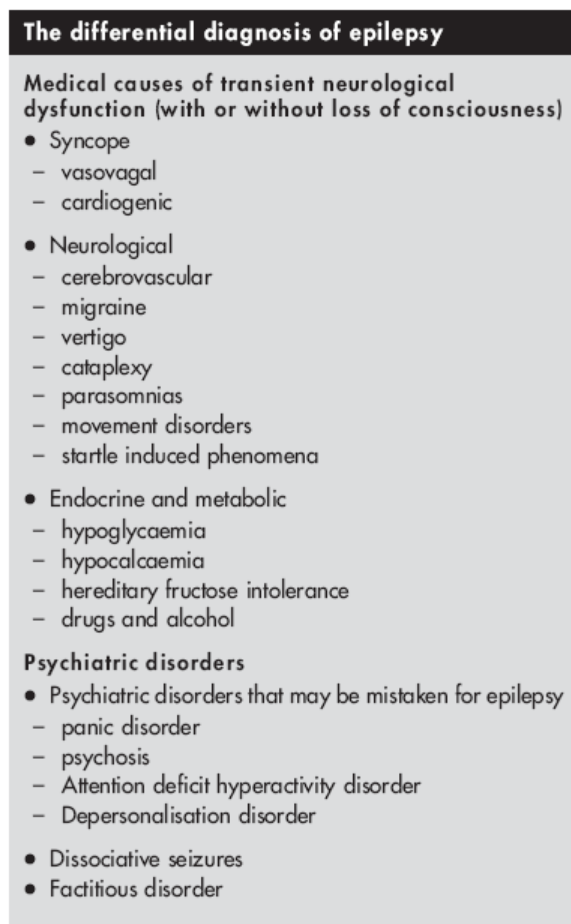 The differential diagnosis of epilepsy
Medical causes of transient neurological
dysfunction (with or without loss of consciousness)
● Syncope
– vasovagal
– cardiogenic
● Neurological
– cerebrovascular
– migraine
– vertigo
– cataplexy
– parasomnias
– movement disorders
– startle induced phenomena
● Endocrine and metabolic
– hypoglycaemia
– hypocalcaemia
– hereditary fructose intolerance
– drugs and alcohol
Psychiatric disorders
● Psychiatric disorders that may be mistaken for epilepsy
– panic disorder
– psychosis
– Attention deficit hyperactivity disorder
– Depersonalisation disorder
● Dissociative seizures
● Factitious disorder